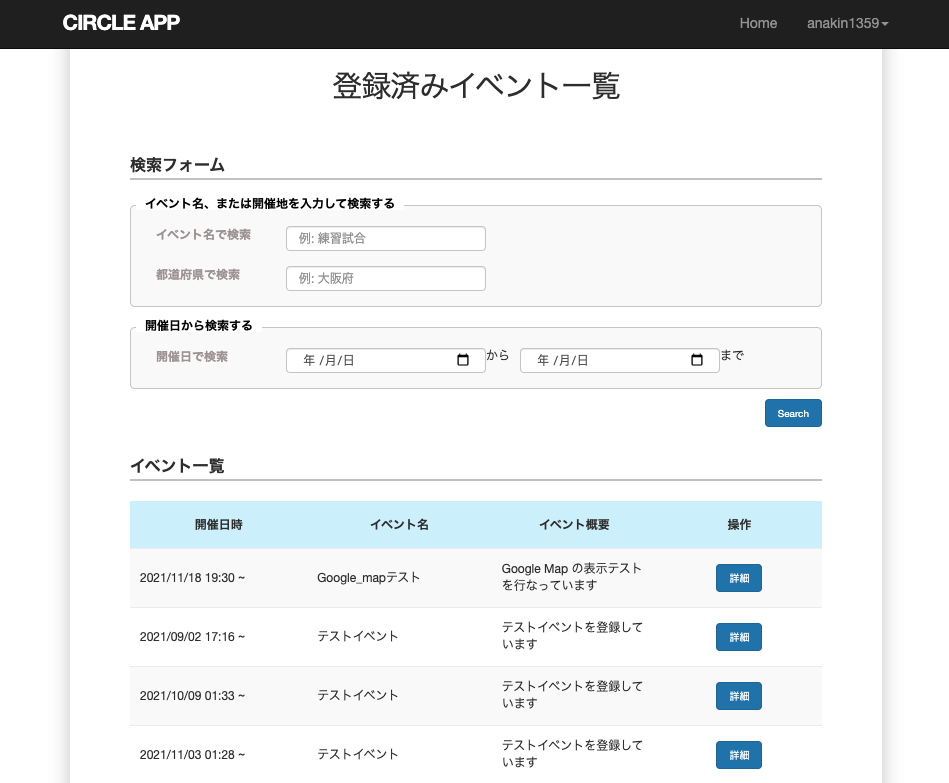 CIRCLE APP
Home
anakin1359
登録済みイベント一覧
検索フォーム
イベント名、または開催地を入力して検索する
イベント名で検索
例: 練習試合
都道府県で検索
例: 大阪府
開催日から検索する
開催日で検索
年 /月/日
から
年 /月/日
まで
Search
イベント一覧
開催日時 イベント名 イベント概要 操作
2021/11/18 19:30 ~ Google_mapテスト
Google Map の表示テスト
を行なっています
詳細
2021/09/02 17:16 ~ テストイベント
テストイベントを登録して
います
詳細
2021/10/09 01:33 ~ テストイベント
テストイベントを登録して
います
詳細
2021/11/03 01:28 ~ テストイベント
テストイベントを登録して
います
詳細